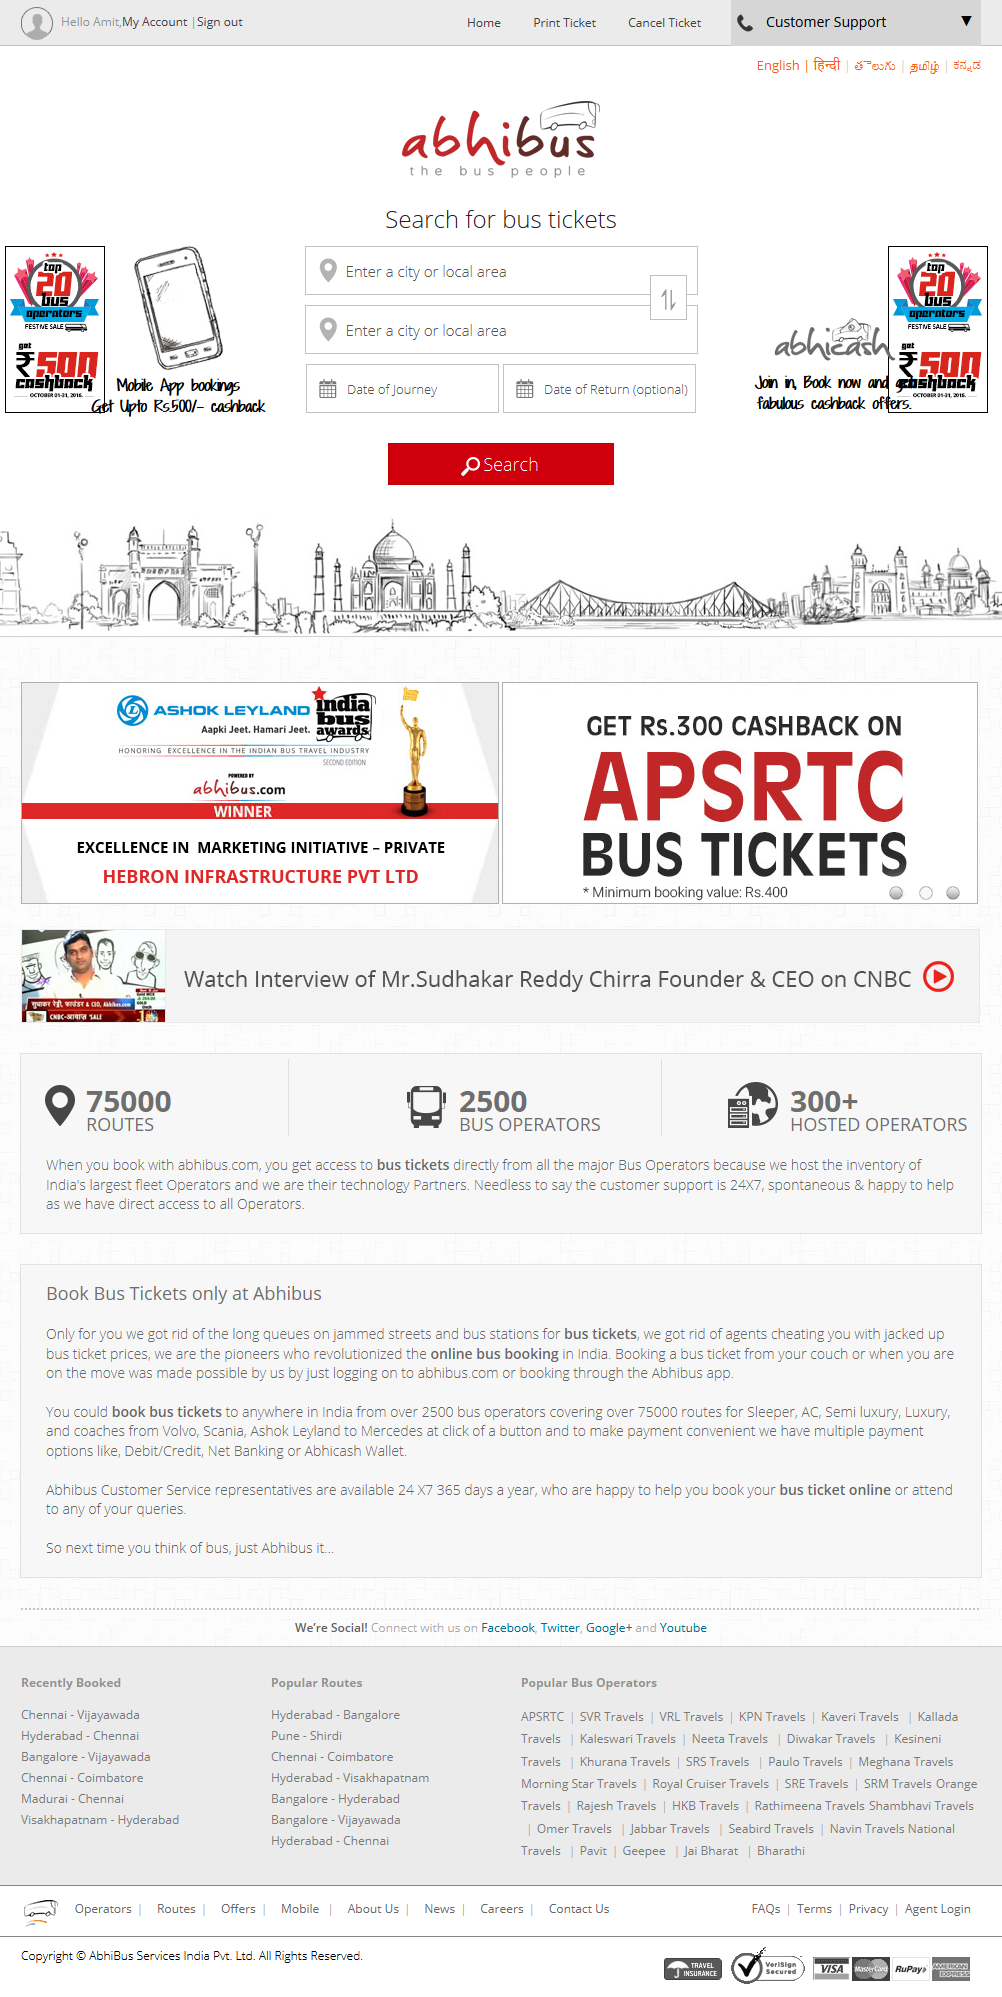 Hello Amit,My Account |Sign out
Home
Print Ticket
Cancel Ticket
Customer Support
English | हिन्दी | తెలుగు | தமிழ் | ಕನ್ನಡ
abhibus
the bus people
Search for bus tickets
top
20
bus
operators
FESTIVE SALE
get
₹500
cashback
OCTOBER 01-31, 2016.
Mobile App bookings
Get Upto Rs.500/- cashback
Enter a city or local area
Enter a city or local area
Date of Journey
Date of Return (optional)
Search
abhicash
Join in, Book now and get
fabulous cashback offers.
top
20
bus
operators
FESTIVE SALE
get
₹500
cashback
OCTOBER 01-31, 2016.
ASHOK LEYLAND
Aapki Jeet. Hamari Jeet.
india
bus
awards
HONORING EXCELLENCE IN THE INDIAN BUS TRAVEL INDUSTRY
SECOND EDITION
POWERED BY
abhibus.com
WINNER
EXCELLENCE IN MARKETING INITIATIVE – PRIVATE
HEBRON INFRASTRUCTURE PVT LTD
GET Rs.300 CASHBACK ON
APSRTC
BUS TICKETS
* Minimum booking value: Rs.400
सुधाकर रेड्डी, फाउंडर & CEO, Abhibus.com
CNBC-आवाज़ 'SALE
Watch Interview of Mr.Sudhakar Reddy Chirra Founder & CEO on CNBC
75000
ROUTES
2500
BUS OPERATORS
300+
HOSTED OPERATORS
When you book with abhibus.com, you get access to bus tickets directly from all the major Bus Operators because we host the inventory of
India's largest fleet Operators and we are their technology Partners. Needless to say the customer support is 24X7, spontaneous & happy to help
as we have direct access to all Operators.
Book Bus Tickets only at Abhibus
Only for you we got rid of the long queues on jammed streets and bus stations for bus tickets, we got rid of agents cheating you with jacked up
bus ticket prices, we are the pioneers who revolutionized the online bus booking in India. Booking a bus ticket from your couch or when you are
on the move was made possible by us by just logging on to abhibus.com or booking through the Abhibus app.
You could book bus tickets to anywhere in India from over 2500 bus operators covering over 75000 routes for Sleeper, AC, Semi luxury, Luxury,
and coaches from Volvo, Scania, Ashok Leyland to Mercedes at click of a button and to make payment convenient we have multiple payment
options like, Debit/Credit, Net Banking or Abhicash Wallet.
Abhibus Customer Service representatives are available 24 X7 365 days a year, who are happy to help you book your bus ticket online or attend
to any of your queries.
So next time you think of bus, just Abhibus it...
We're Social! Connect with us on Facebook, Twitter, Google+ and Youtube
Recently Booked
Chennai - Vijayawada
Hyderabad - Chennai
Bangalore - Vijayawada
Chennai - Coimbatore
Madurai - Chennai
Visakhapatnam - Hyderabad
Popular Routes
Hyderabad - Bangalore
Pune - Shirdi
Chennai - Coimbatore
Hyderabad - Visakhapatnam
Bangalore - Hyderabad
Bangalore - Vijayawada
Hyderabad - Chennai
Popular Bus Operators
APSRTC | SVR Travels | VRL Travels | KPN Travels | Kaveri Travels | Kallada
Travels | Kaleswari Travels | Neeta Travels | Diwakar Travels | Kesineni
Travels | Khurana Travels | SRS Travels | Paulo Travels | Meghana Travels
Morning Star Travels | Royal Cruiser Travels | SRE Travels | SRM Travels Orange
Travels | Rajesh Travels | HKB Travels | Rathimeena Travels Shambhavi Travels
| Omer Travels | Jabbar Travels | Seabird Travels | Navin Travels National
Travels | Pavit | Geepee | Jai Bharat | Bharathi
Operators | Routes | Offers | Mobile | About Us | News | Careers | Contact Us
FAQs | Terms | Privacy | Agent Login
Copyright © AbhiBus Services India Pvt. Ltd. All Rights Reserved.
TRAVEL
INSURANCE
VeriSign
Secured
VISA
MasterCard
RuPay
AMERICAN
EXPRESS